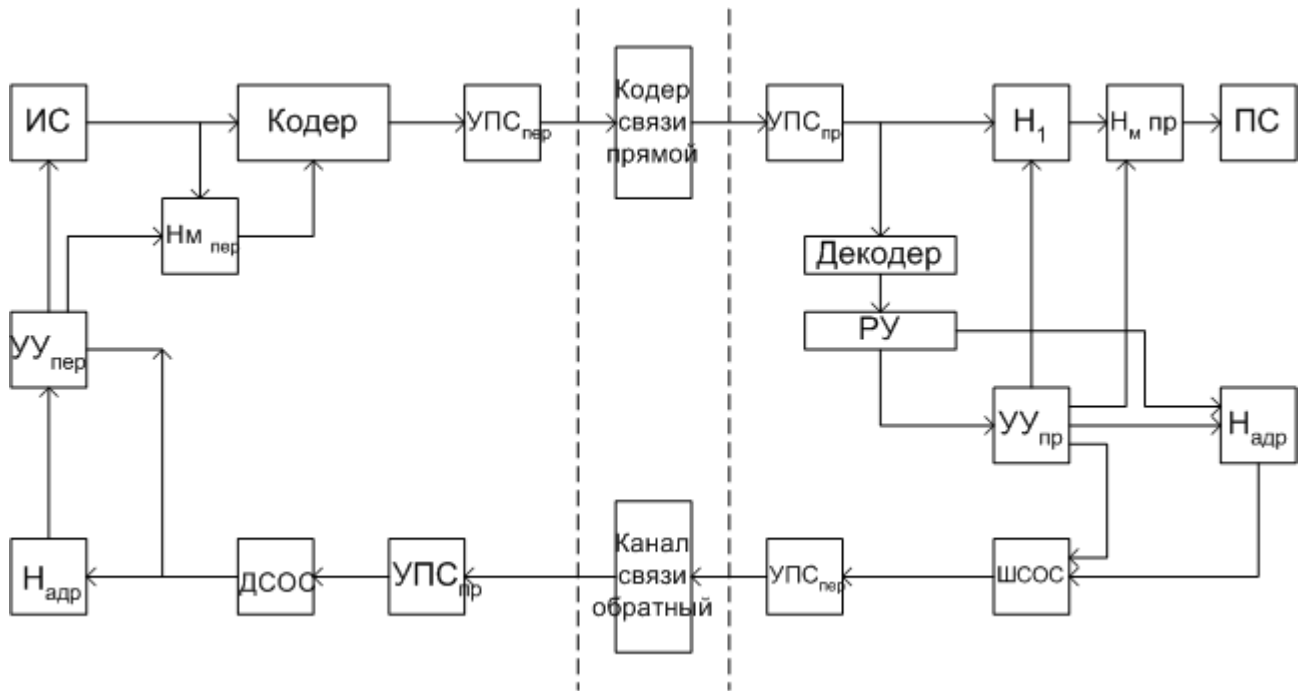 ИС
Кодер
УПСпер
Кодер
связи
прямой
УПСпр
Н1
Нм пр
ПС
Нм пер
Декодер
РУ
УУпер
УУпр
Надр
Надр
ДСОС
УПСпр
Канал
связи
обратный
УПСпер
ШСОС